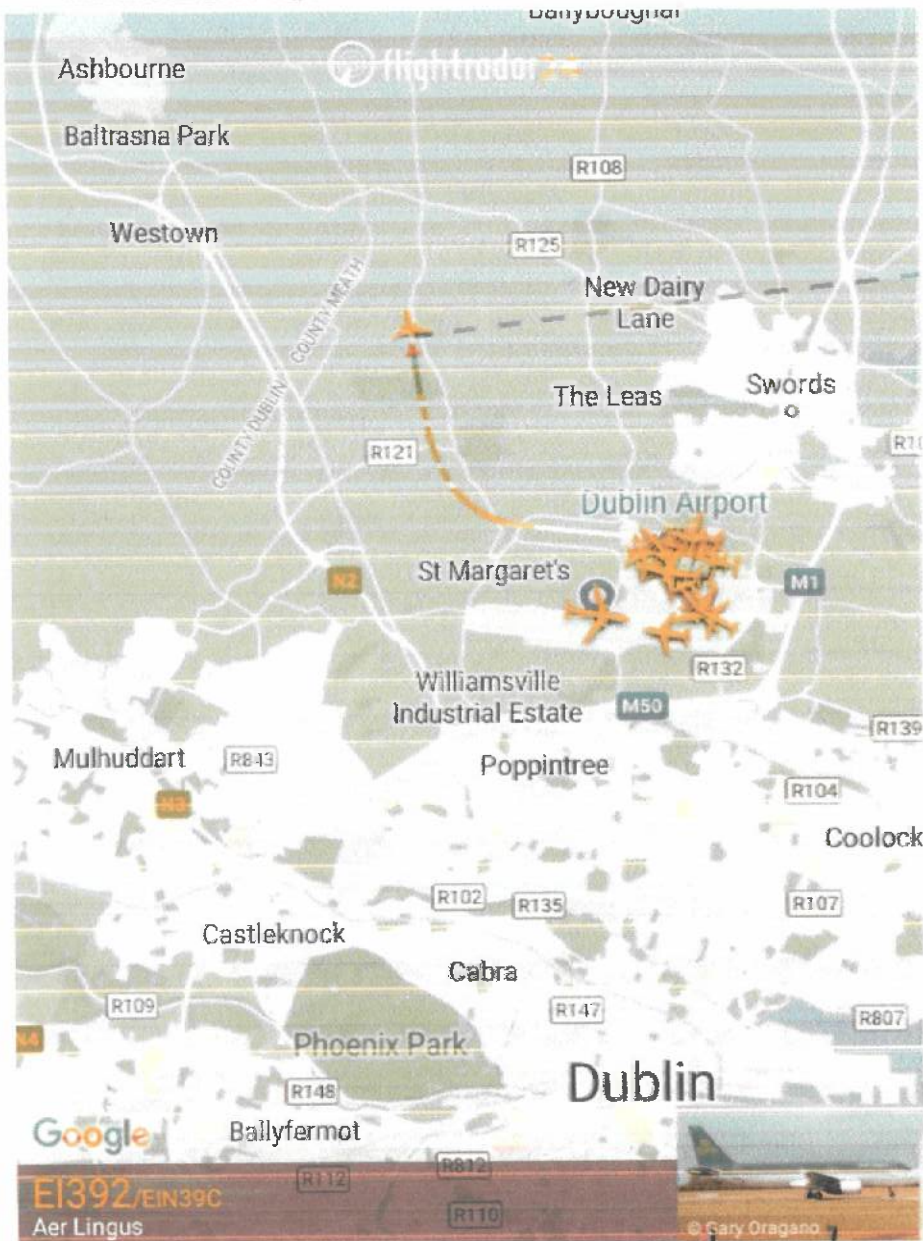 Ballyboughal
Ashbourne
flightradar24
Baltrasna Park
R108
Westown
R125
COUNTY MEATH
COUNTY DUBLIN
New Dairy
Lane
The Leas
Swords
R121
Dublin Airport
St Margaret's
N2
M1
R132
Williamsville
Industrial Estate
M50
R139
Mulhuddart
R843
Poppintree
R104
N3
Coolock
R102
R135
R107
Castleknock
Cabra
R109
R147
R807
N4
Phoenix Park
Dublin
R148
Google
Ballyfermot
R112
R812
EI392/EIN39C
R110
Aer Lingus
© Gary Oragano